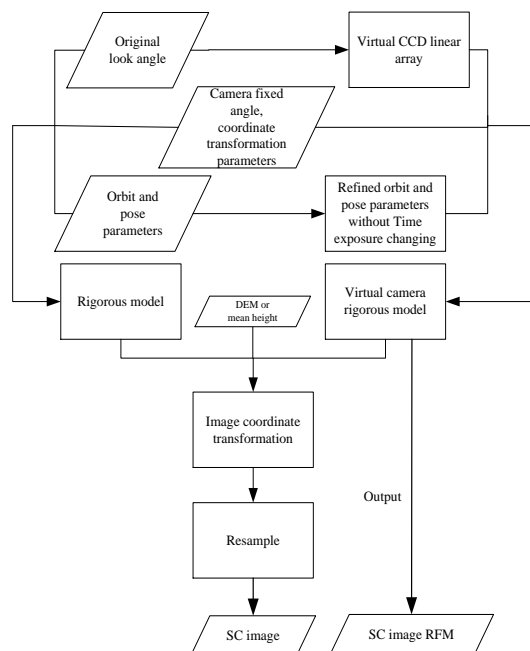 Original
look angle
Virtual CCD linear
array
Camera fixed
angle,
coordinate
transformation
parameters
Orbit and
pose
parameters
Refined orbit and
pose parameters
without Time
exposure changing
Rigorous model
DEM or
mean height
Virtual camera
rigorous model
Image coordinate
transformation
Output
Resample
SC image
SC image RFM